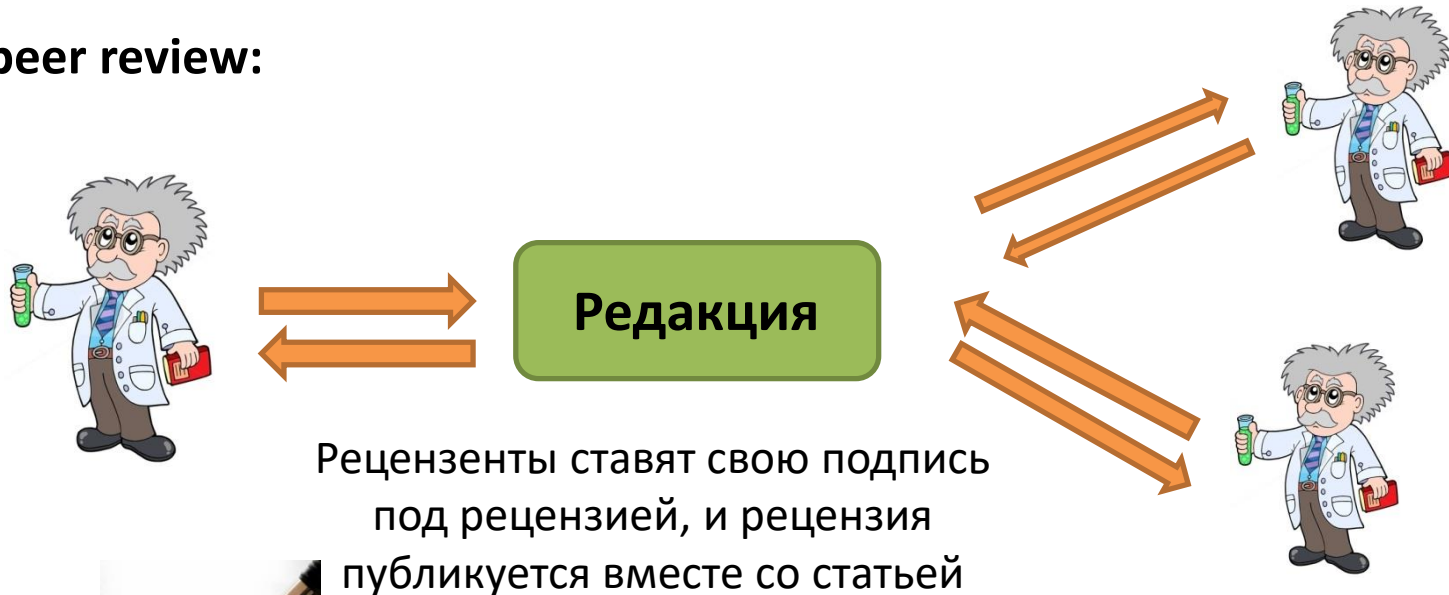 peer review:
Редакция
Рецензенты ставят свою подпись
под рецензией, и рецензия
публикуется вместе со статьей